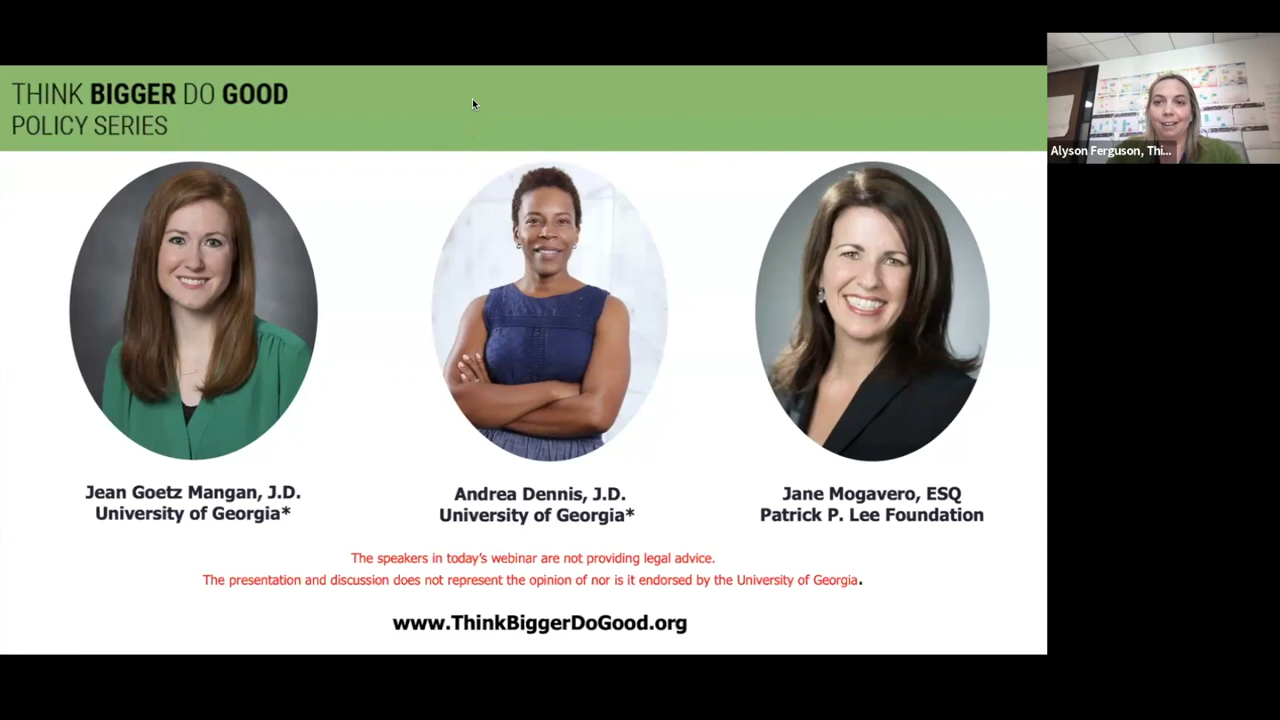 THINK BIGGER DO GOOD
POLICY SERIES
Alyson Ferguson, Thi...
Jean Goetz Mangan, J.D.
University of Georgia*
Andrea Dennis, J.D.
University of Georgia*
Jane Mogavero, ESQ
Patrick P. Lee Foundation
The speakers in today's webinar are not providing legal advice.
The presentation and discussion does not represent the opinion of nor is it endorsed by the University of Georgia.
www.ThinkBiggerDoGood.org